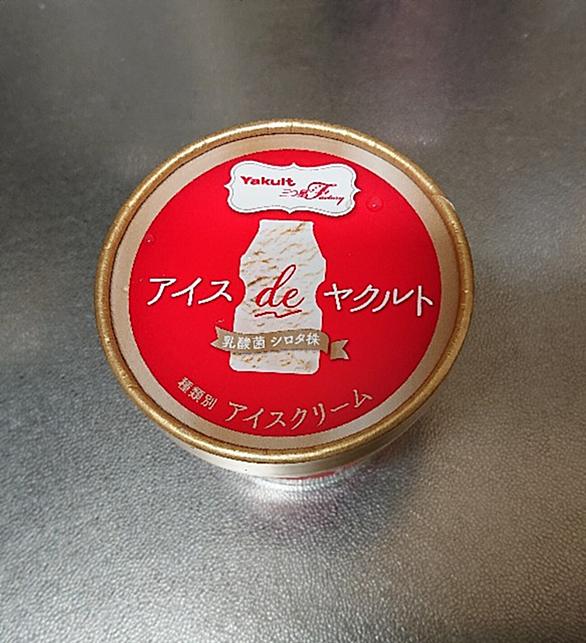 Yakult
三つ星Factory
アイス de ヤクルト
乳酸菌 シロタ株
種類別 アイスクリーム